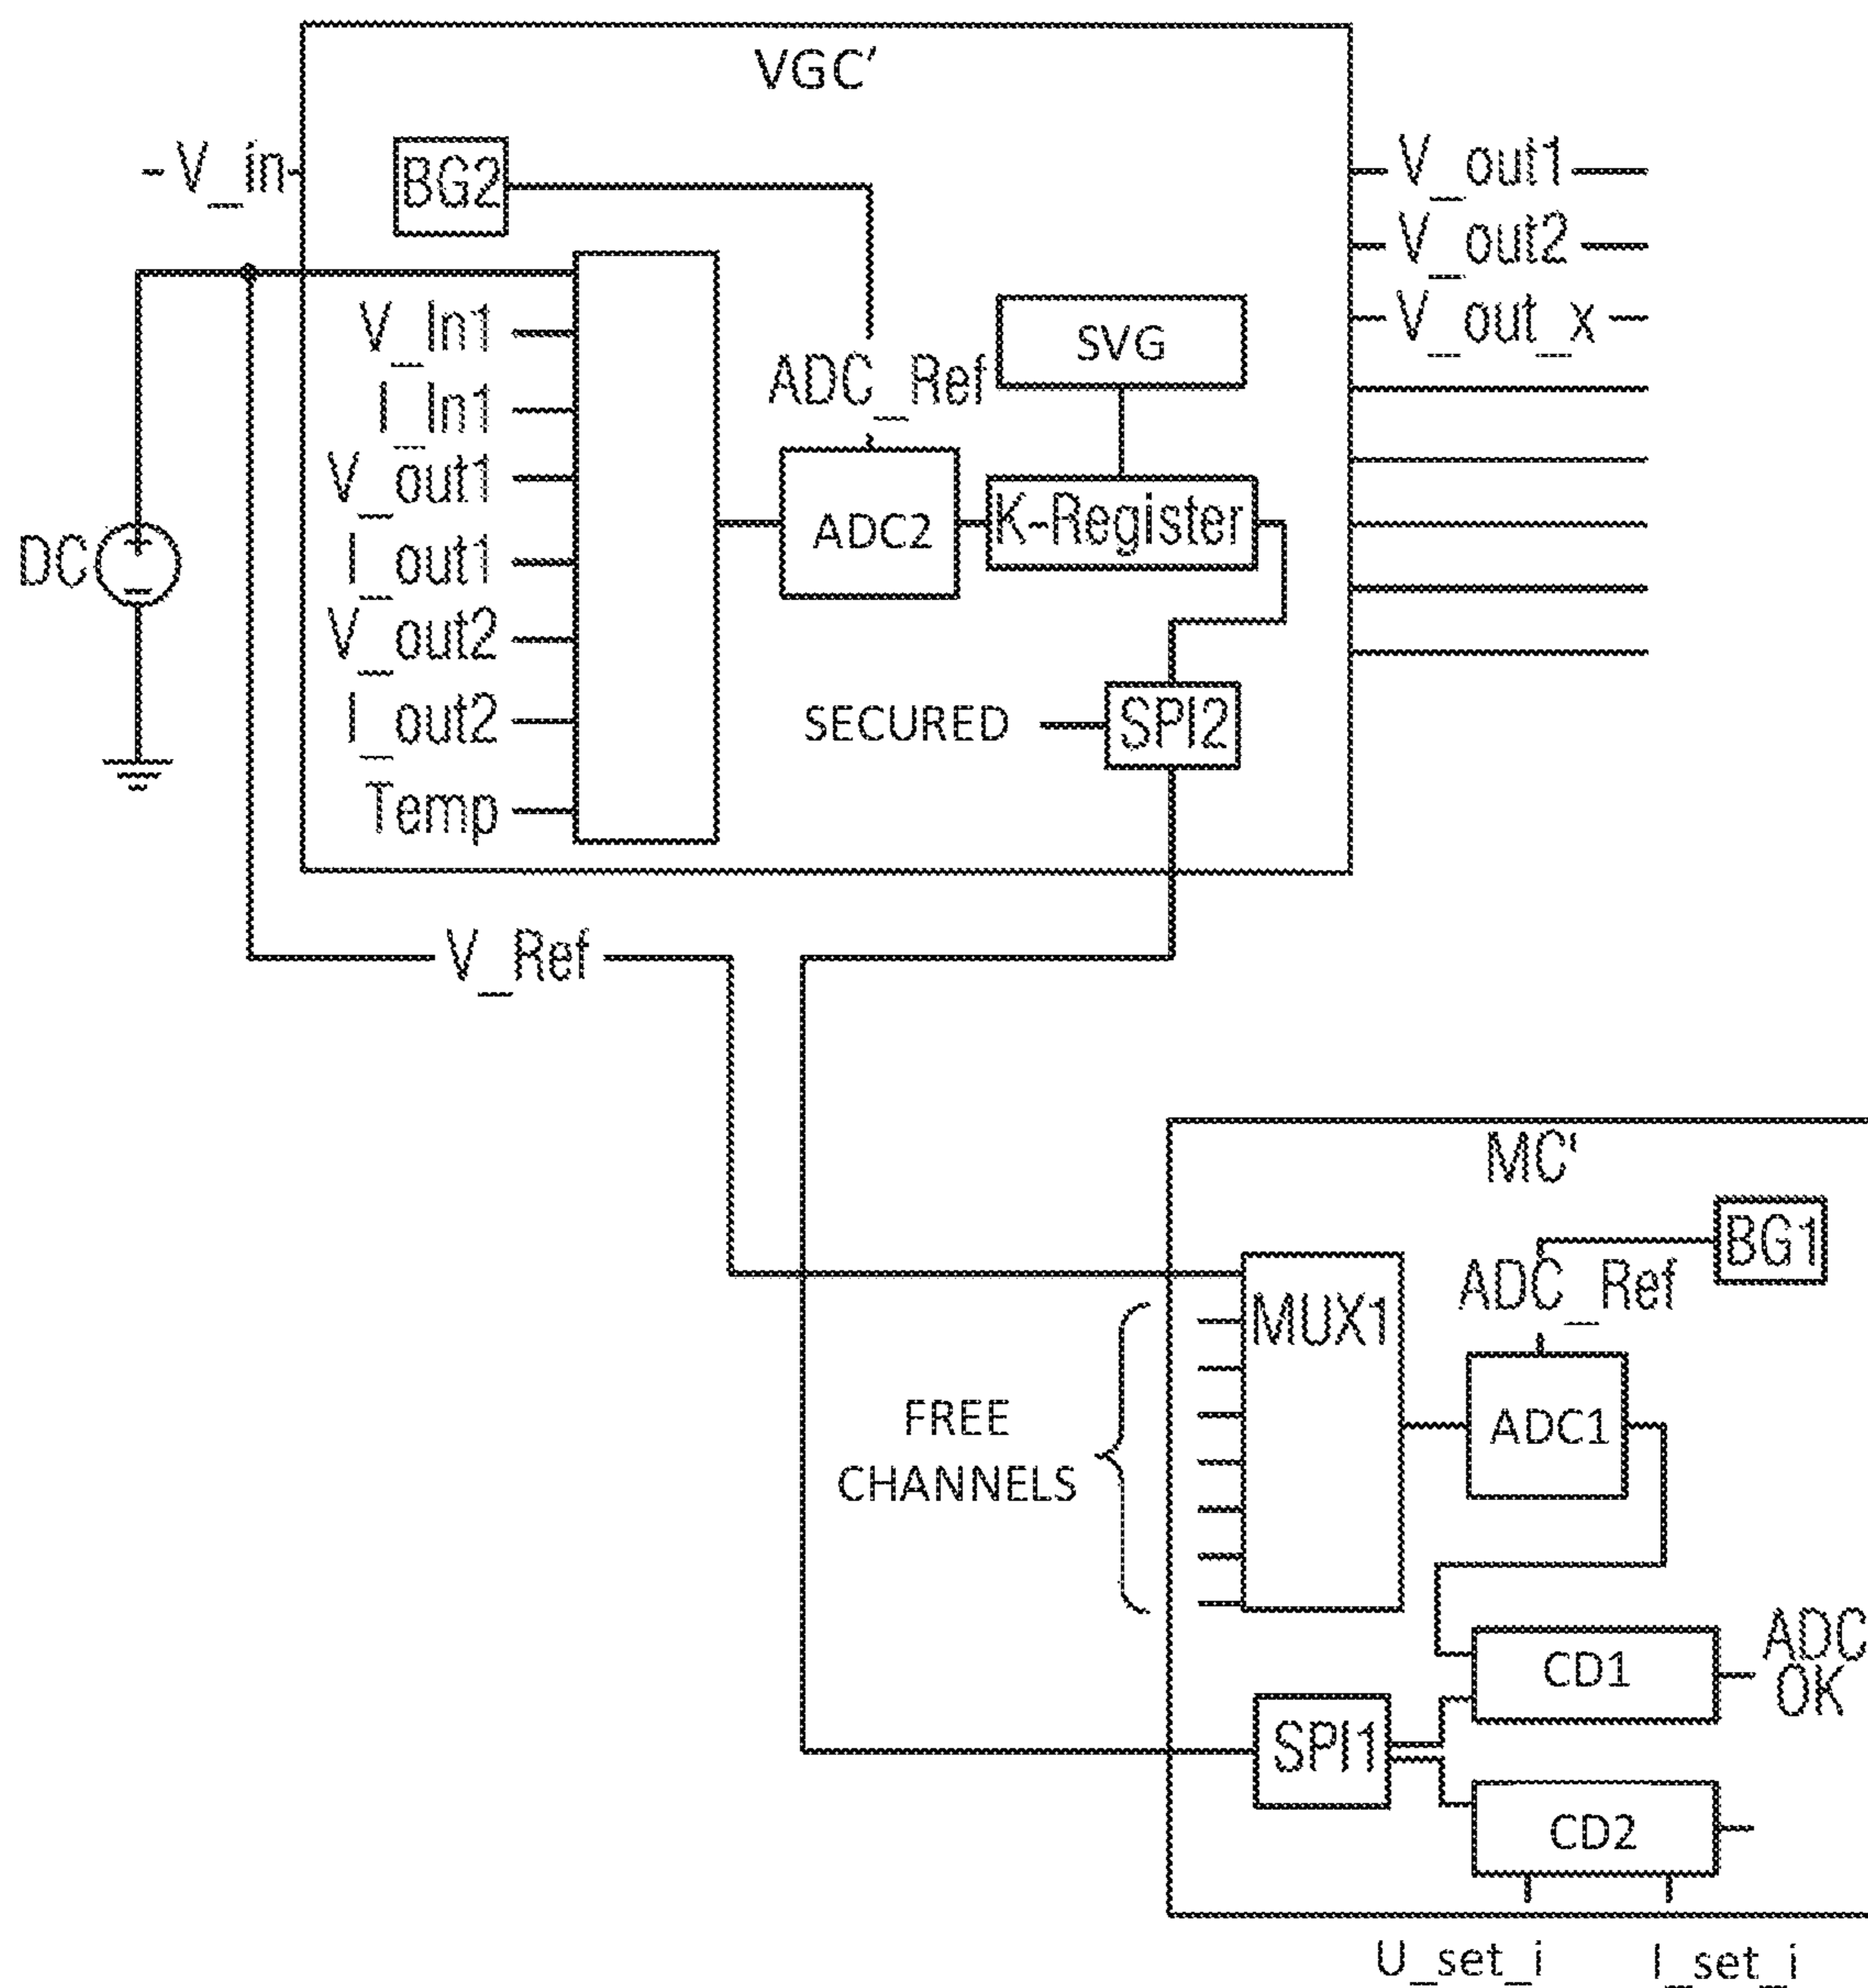 VGC'
V_in
BG2
V_out1
V_out2
V_out_x
V_In1
I_In1
V_out1
I_out1
V_out2
I_out2
Temp
ADC_Ref
SVG
ADC2
K-Register
DC
SECURED
SPI2
V_Ref
MC'
BG1
ADC_Ref
MUX1
ADC1
FREE
CHANNELS
CD1
ADC
OK
SPI1
CD2
U_set_i
I_set_i